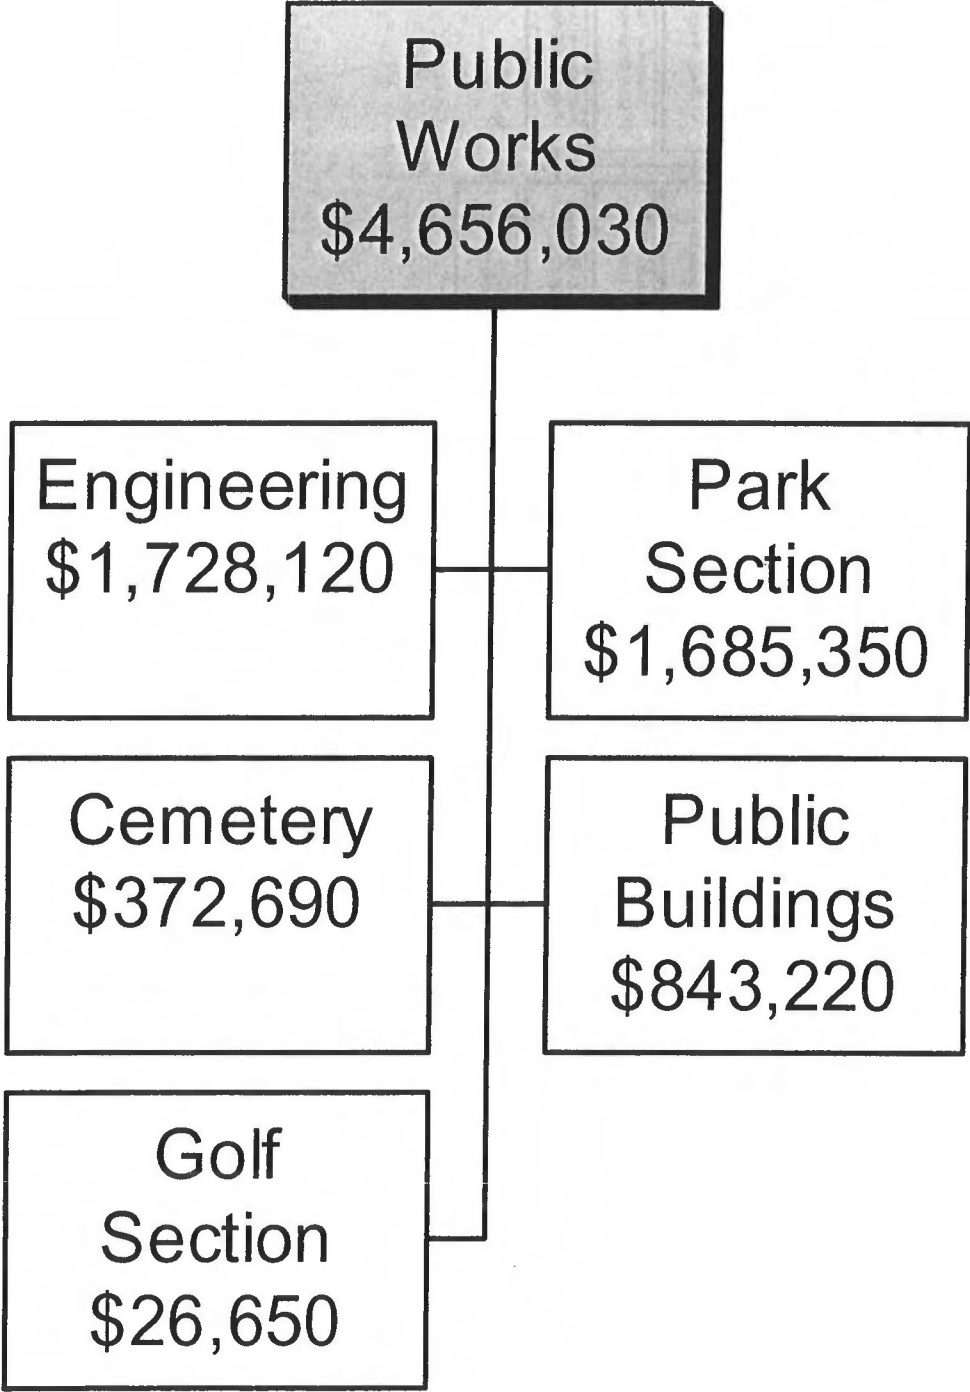 Public
Works
$4,656,030
Engineering
$1,728,120
Park
Section
$1,685,350
Cemetery
$372,690
Public
Buildings
$843,220
Golf
Section
$26,650